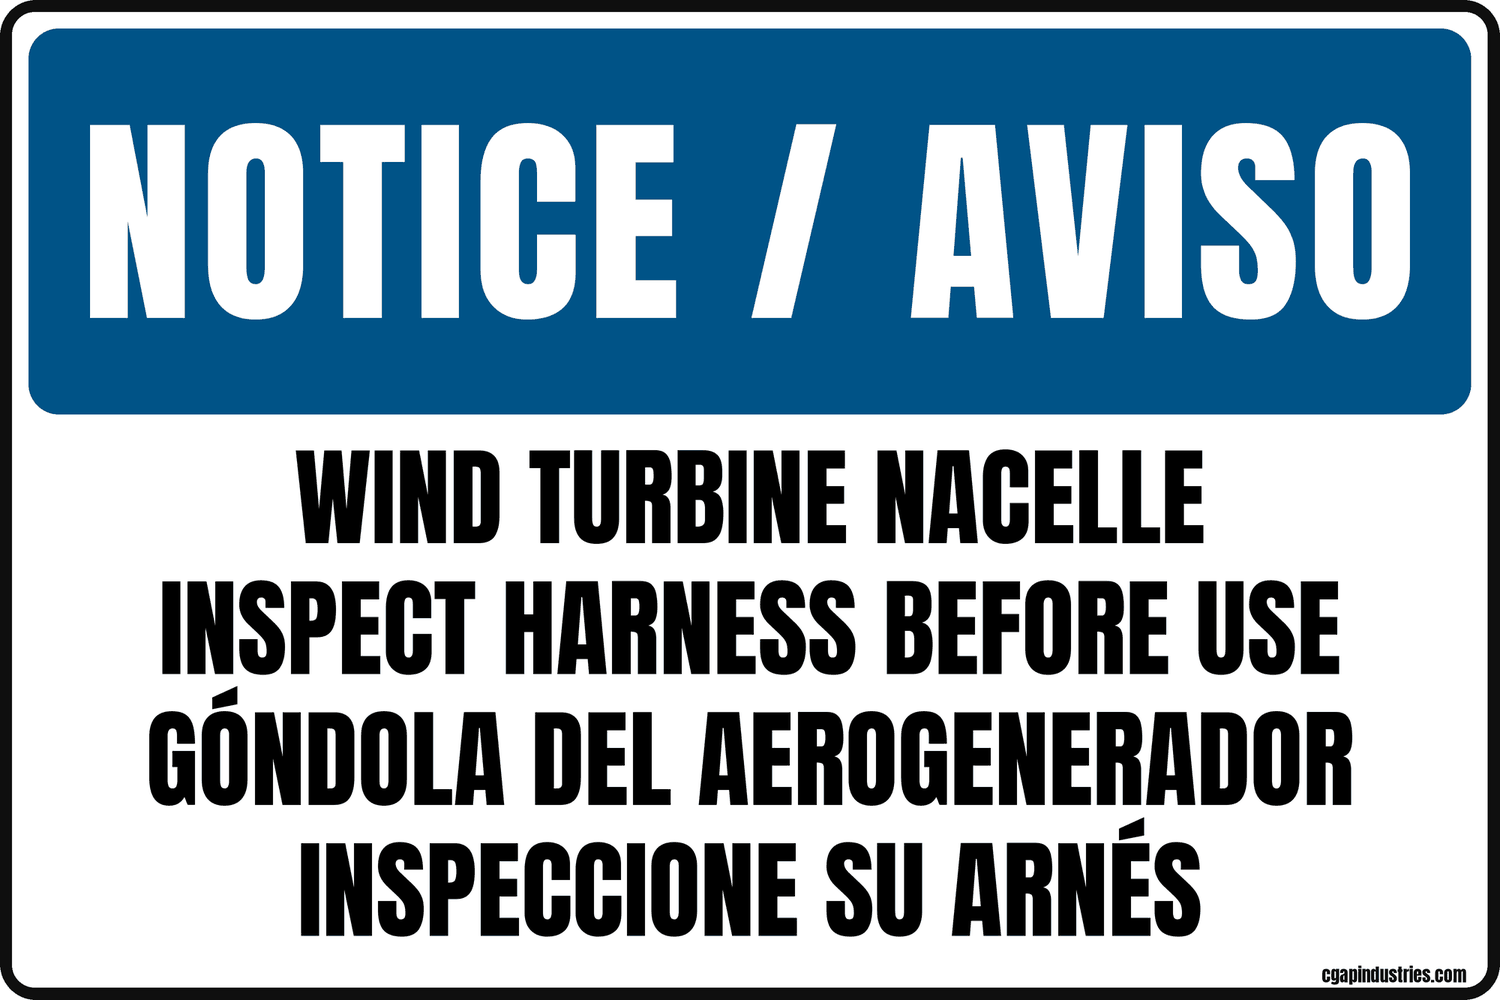 NOTICE / AVISO
WIND TURBINE NACELLE
INSPECT HARNESS BEFORE USE
GÓNDOLA DEL AEROGENERADOR
INSPECCIONE SU ARNÉS
cgapindustries.com